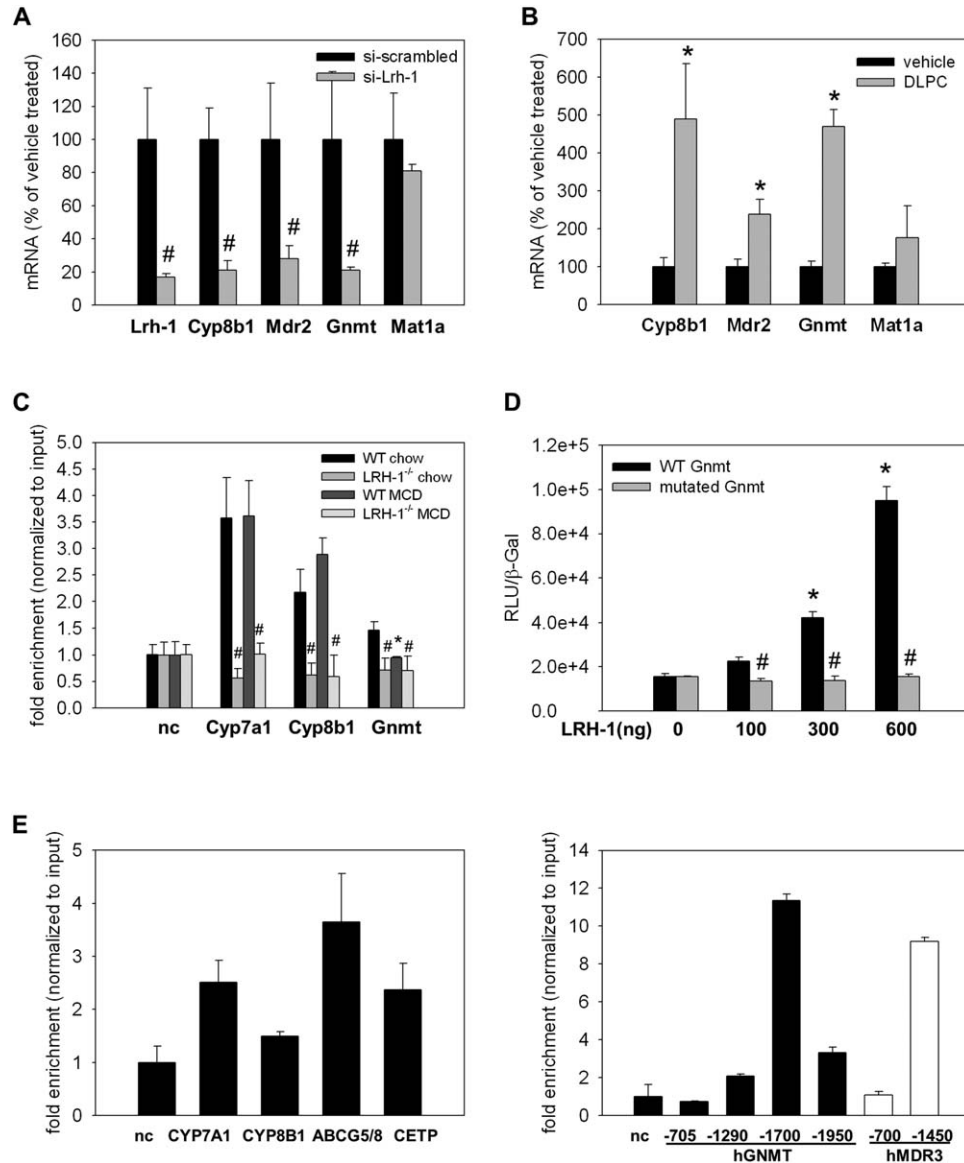 A
mRNA (% of vehicle treated)
160
140
120
100
80
60
40
20
0
si-scrambled
si-Lrh-1
# # # #
Lrh-1 Cyp8b1 Mdr2 Gnmt Mat1a
B
mRNA (% of vehicle treated)
700
600
500
400
300
200
100
0
vehicle
DLPC
* * *
Cyp8b1 Mdr2 Gnmt Mat1a
C
fold enrichment (normalized to input)
5.0
4.5
4.0
3.5
3.0
2.5
2.0
1.5
1.0
0.5
0.0
WT chow
LRH-1-/- chow
WT MCD
LRH-1-/- MCD
# # # # # * #
nc Cyp7a1 Cyp8b1 Gnmt
D
RLU/β-Gal
1.2e+5
1.0e+5
8.0e+4
6.0e+4
4.0e+4
2.0e+4
0.0
WT Gnmt
mutated Gnmt
# * # * #
LRH-1(ng) 0 100 300 600
E
fold enrichment (normalized to input)
5
4
3
2
1
0
nc CYP7A1 CYP8B1 ABCG5/8 CETP
fold enrichment (normalized to input)
14
12
10
8
6
4
2
0
nc -705 -1290 -1700 -1950 -700 -1450
hGNMT hMDR3